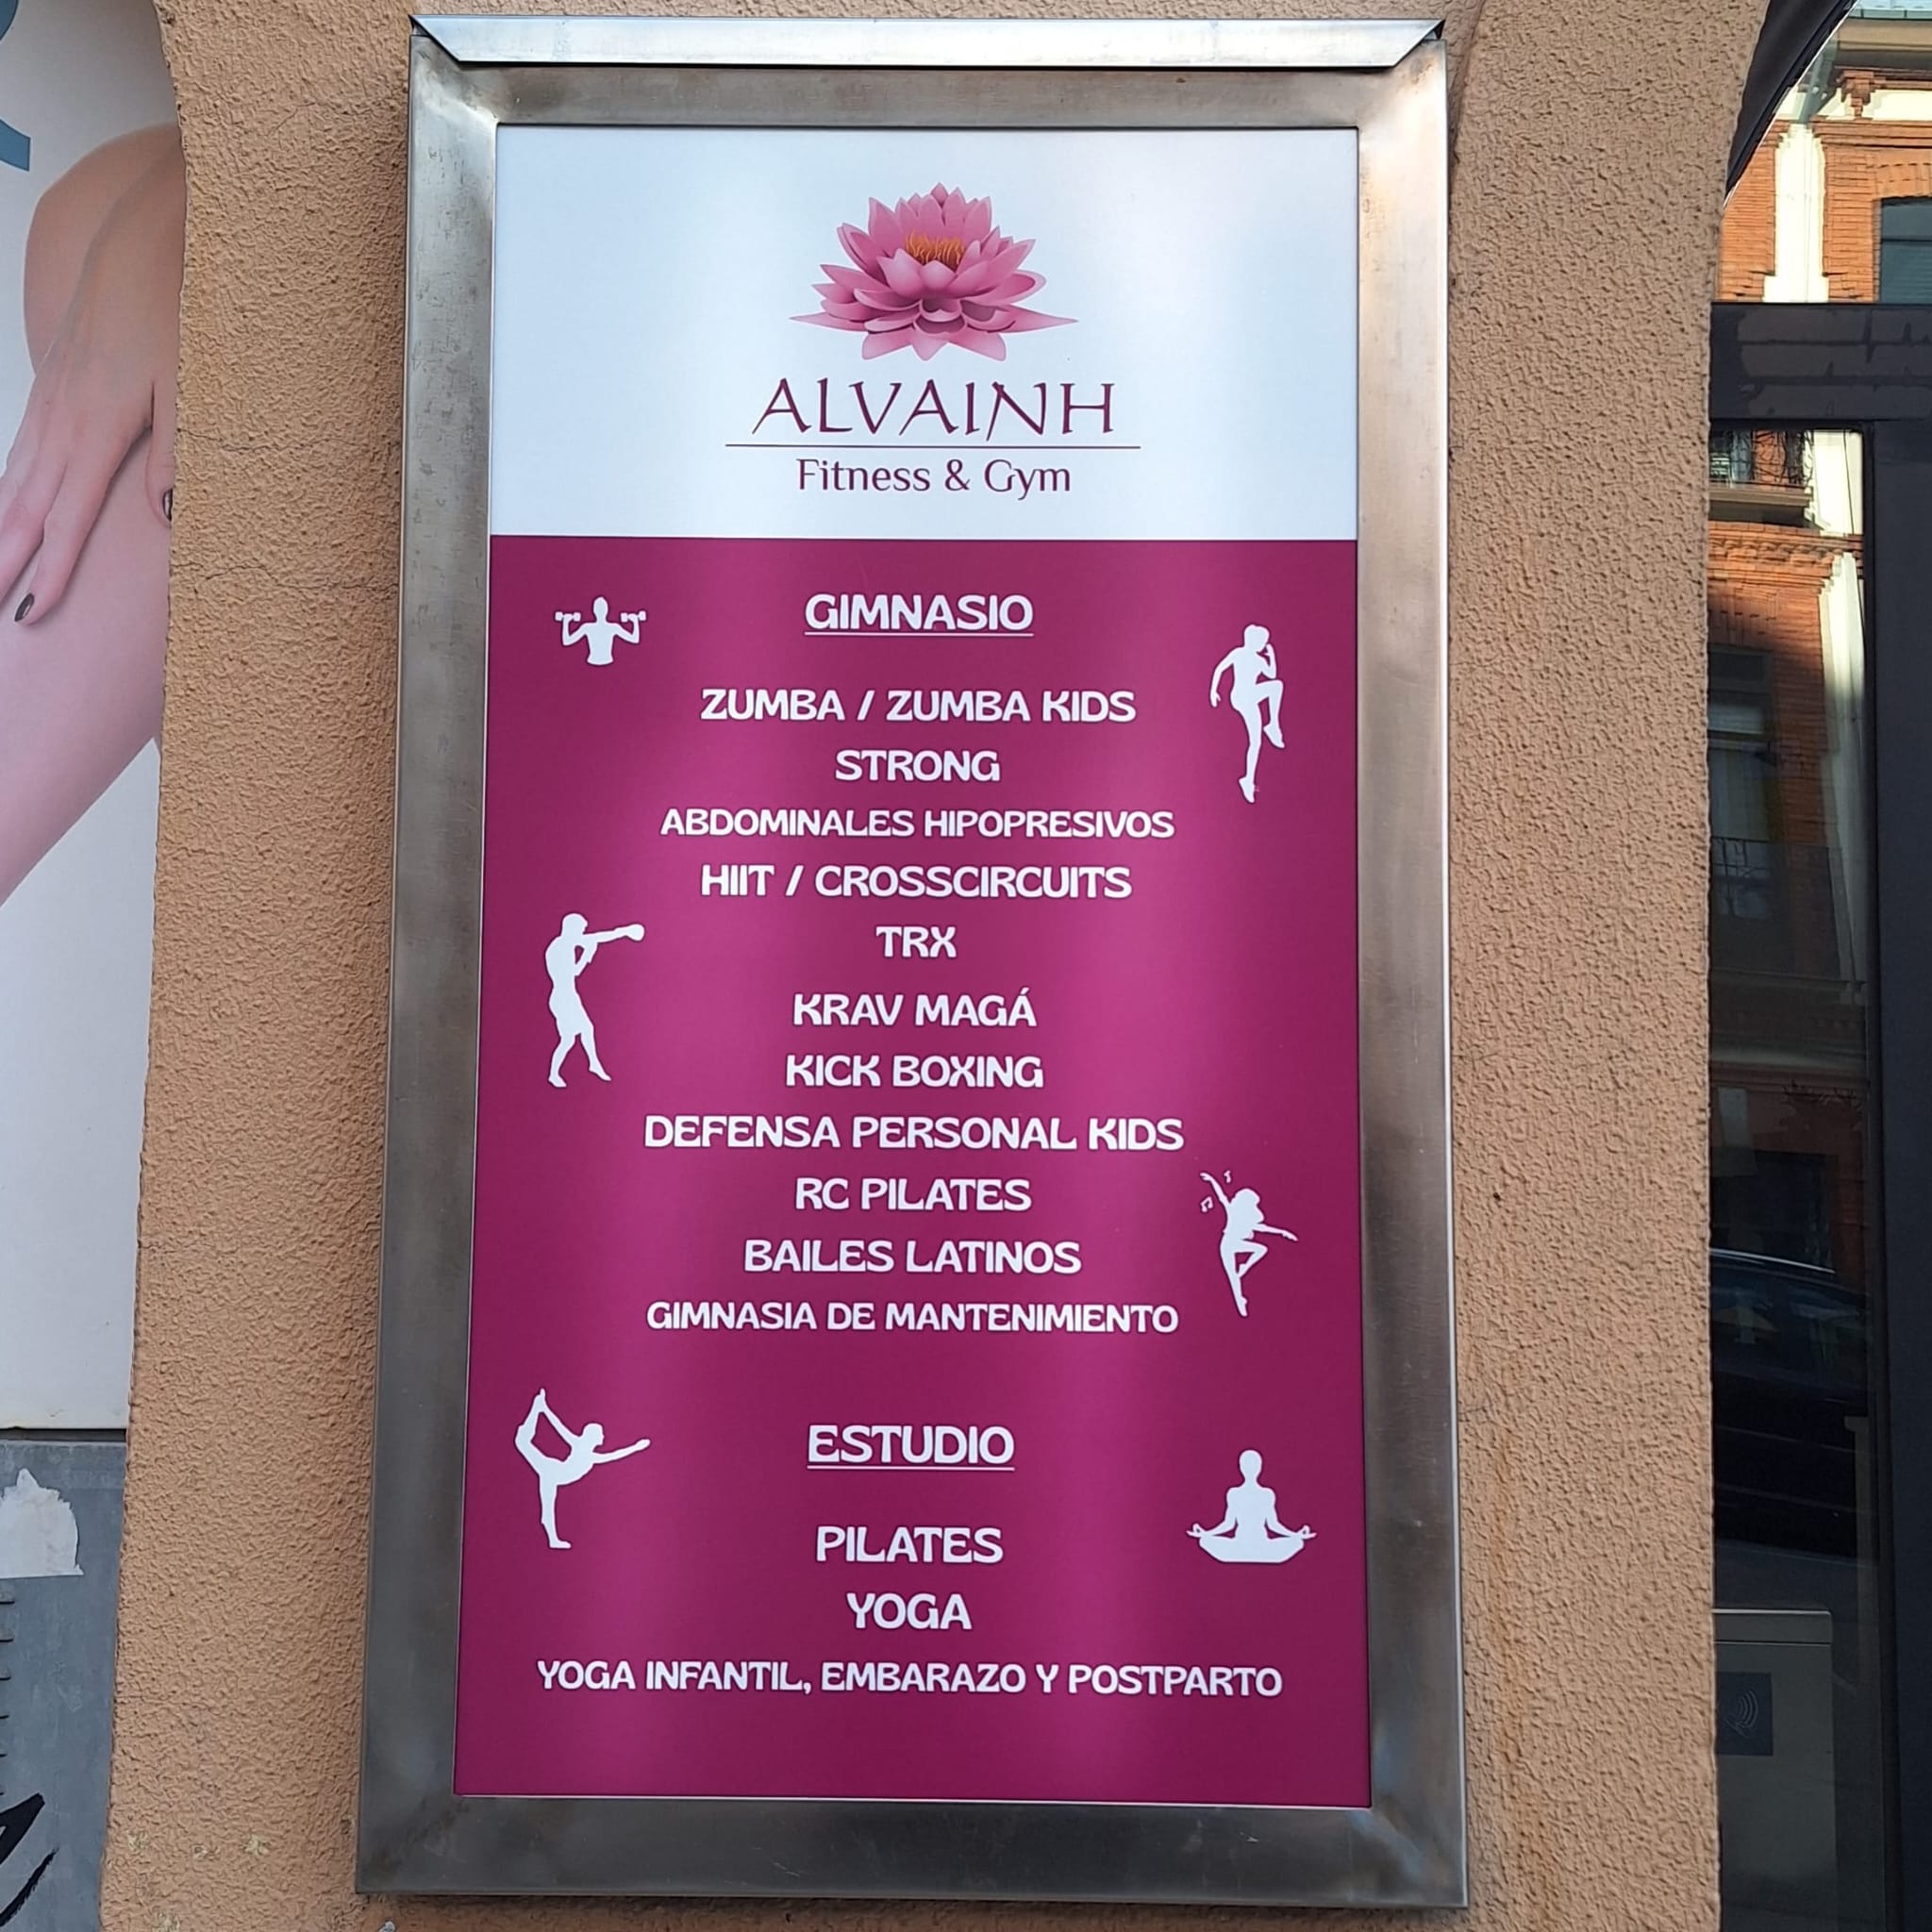 ALVAINH
Fitness & Gym
GIMNASIO
ZUMBA / ZUMBA KIDS
STRONG
ABDOMINALES HIPOPRESIVOS
HIIT / CROSSCIRCUITS
TRX
KRAV MAGÁ
KICK BOXING
DEFENSA PERSONAL KIDS
RC PILATES
BAILES LATINOS
GIMNASIA DE MANTENIMIENTO
ESTUDIO
PILATES
YOGA
YOGA INFANTIL, EMBARAZO Y POSTPARTO